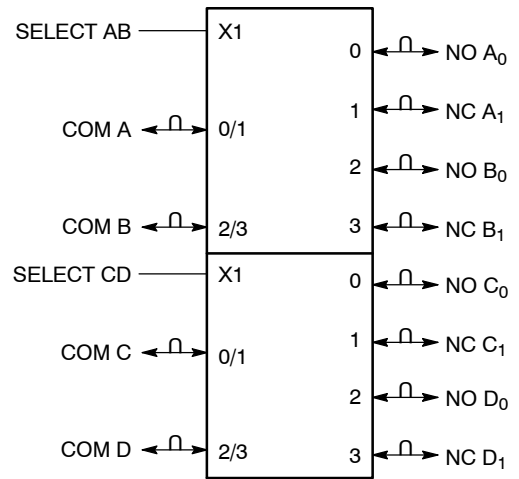 SELECT AB X1
0 NO A0
1 NC A1
COM A 0/1
2 NO B0
COM B 2/3 3 NC B1
SELECT CD X1
0 NO C0
1 NC C1
COM C 0/1
2 NO D0
COM D 2/3 3 NC D1